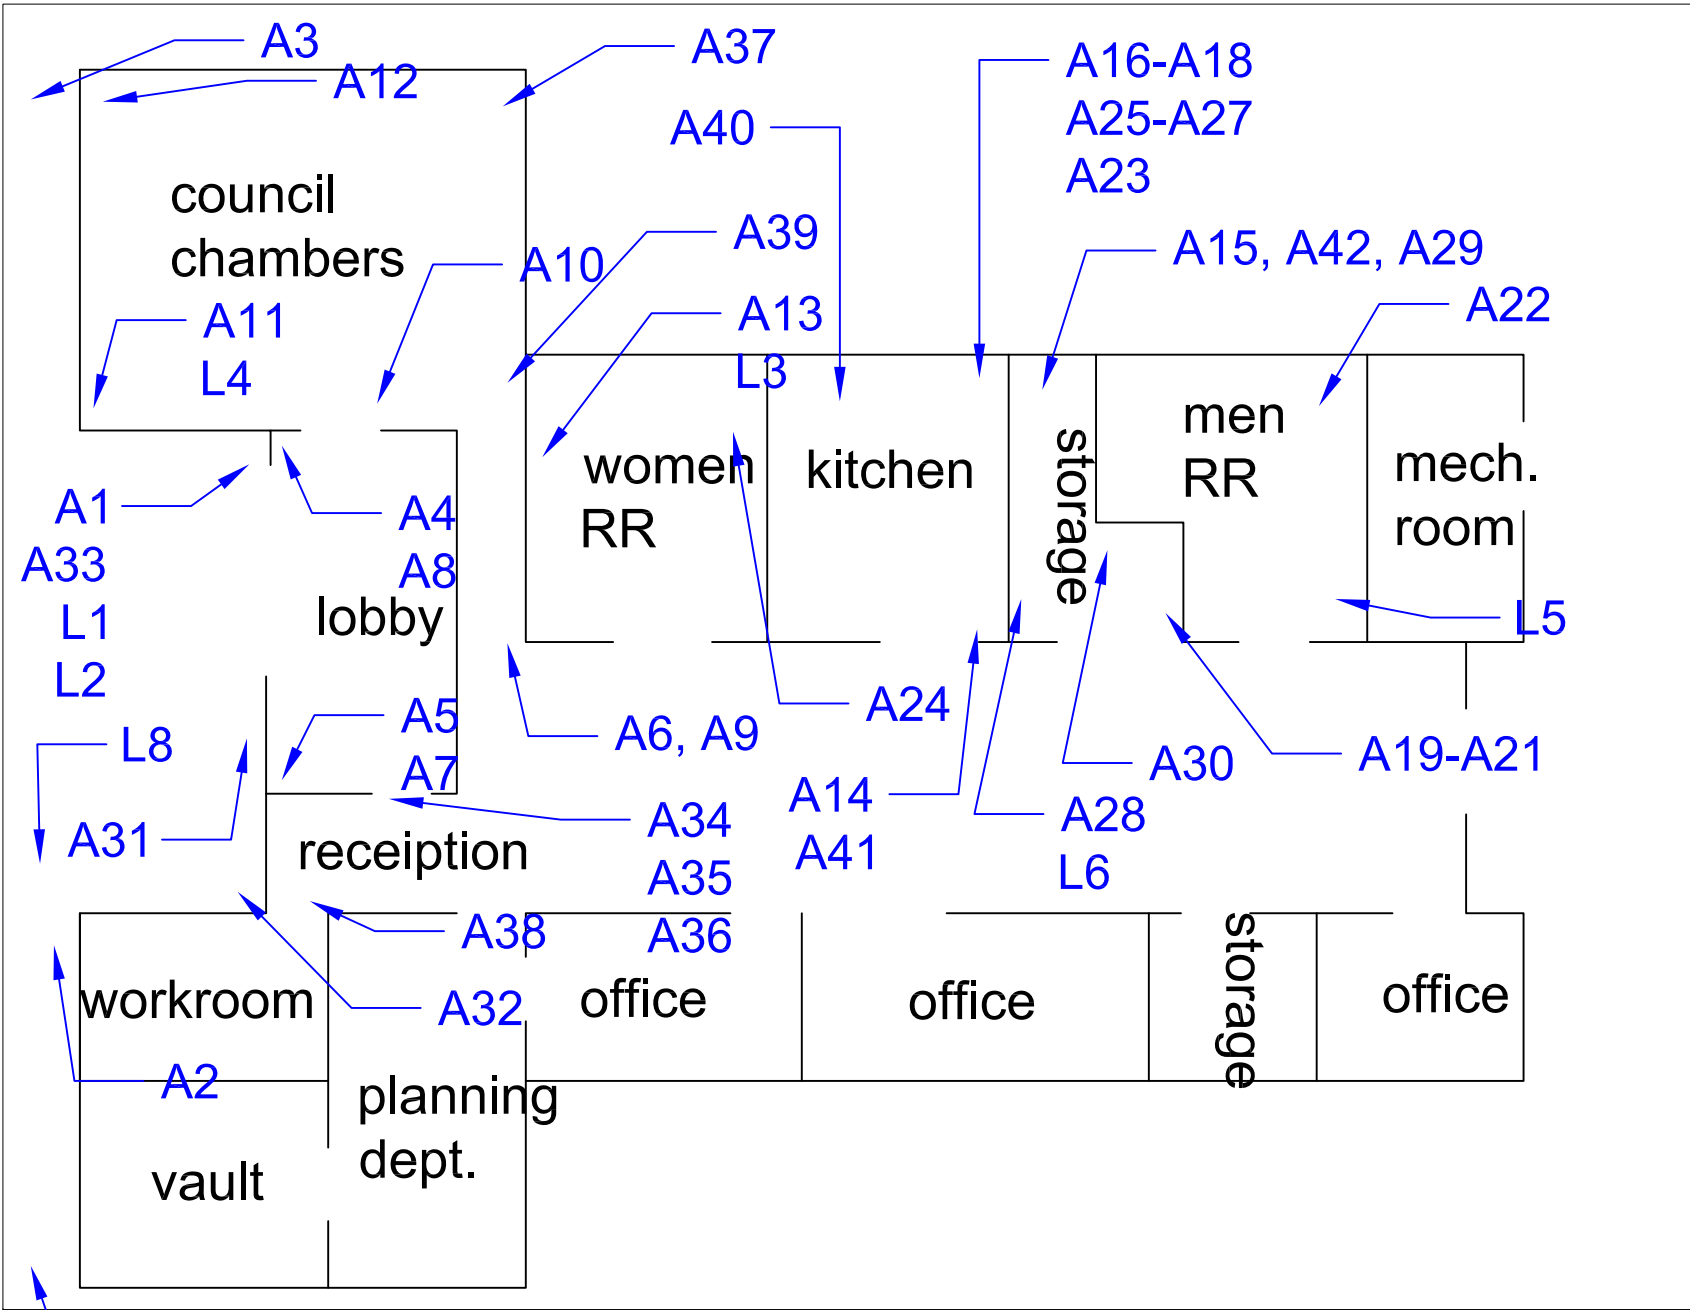 A3
A12
A37
A40
A16-A18
A25-A27
A23
council
chambers
A39
A10
A15, A42, A29
A22
A11
L4
A13
L3
women
RR
kitchen
storage
men
RR
mech.
room
A1
A33
L1
L2
A4
A8
lobby
L5
L8
A5
A7
A6, A9
A24
A30
A19-A21
A31
receiption
A34
A35
A36
A14
A41
A28
L6
A38
workroom
A32
office
office
storage
office
A2
planning
dept.
vault